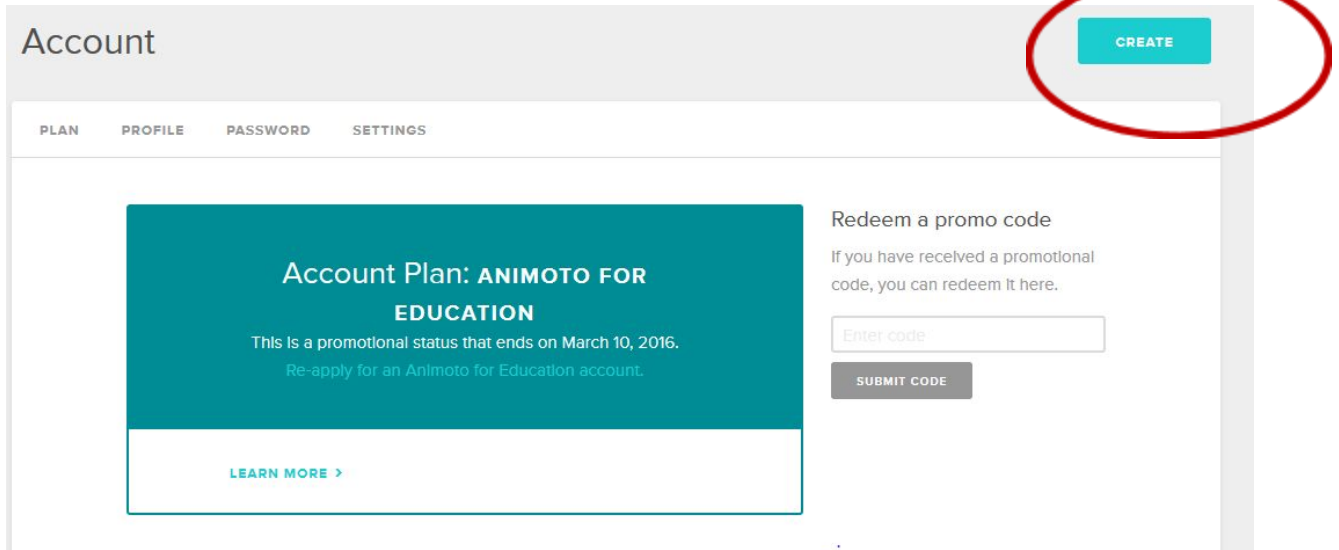 Account
CREATE
PLAN PROFILE PASSWORD SETTINGS
Account Plan: ANIMOTO FOR
EDUCATION
This is a promotional status that ends on March 10, 2016.
Re-apply for an Animoto for Education account.
LEARN MORE >
Redeem a promo code
If you have received a promotional
code, you can redeem it here.
Enter code
SUBMIT CODE